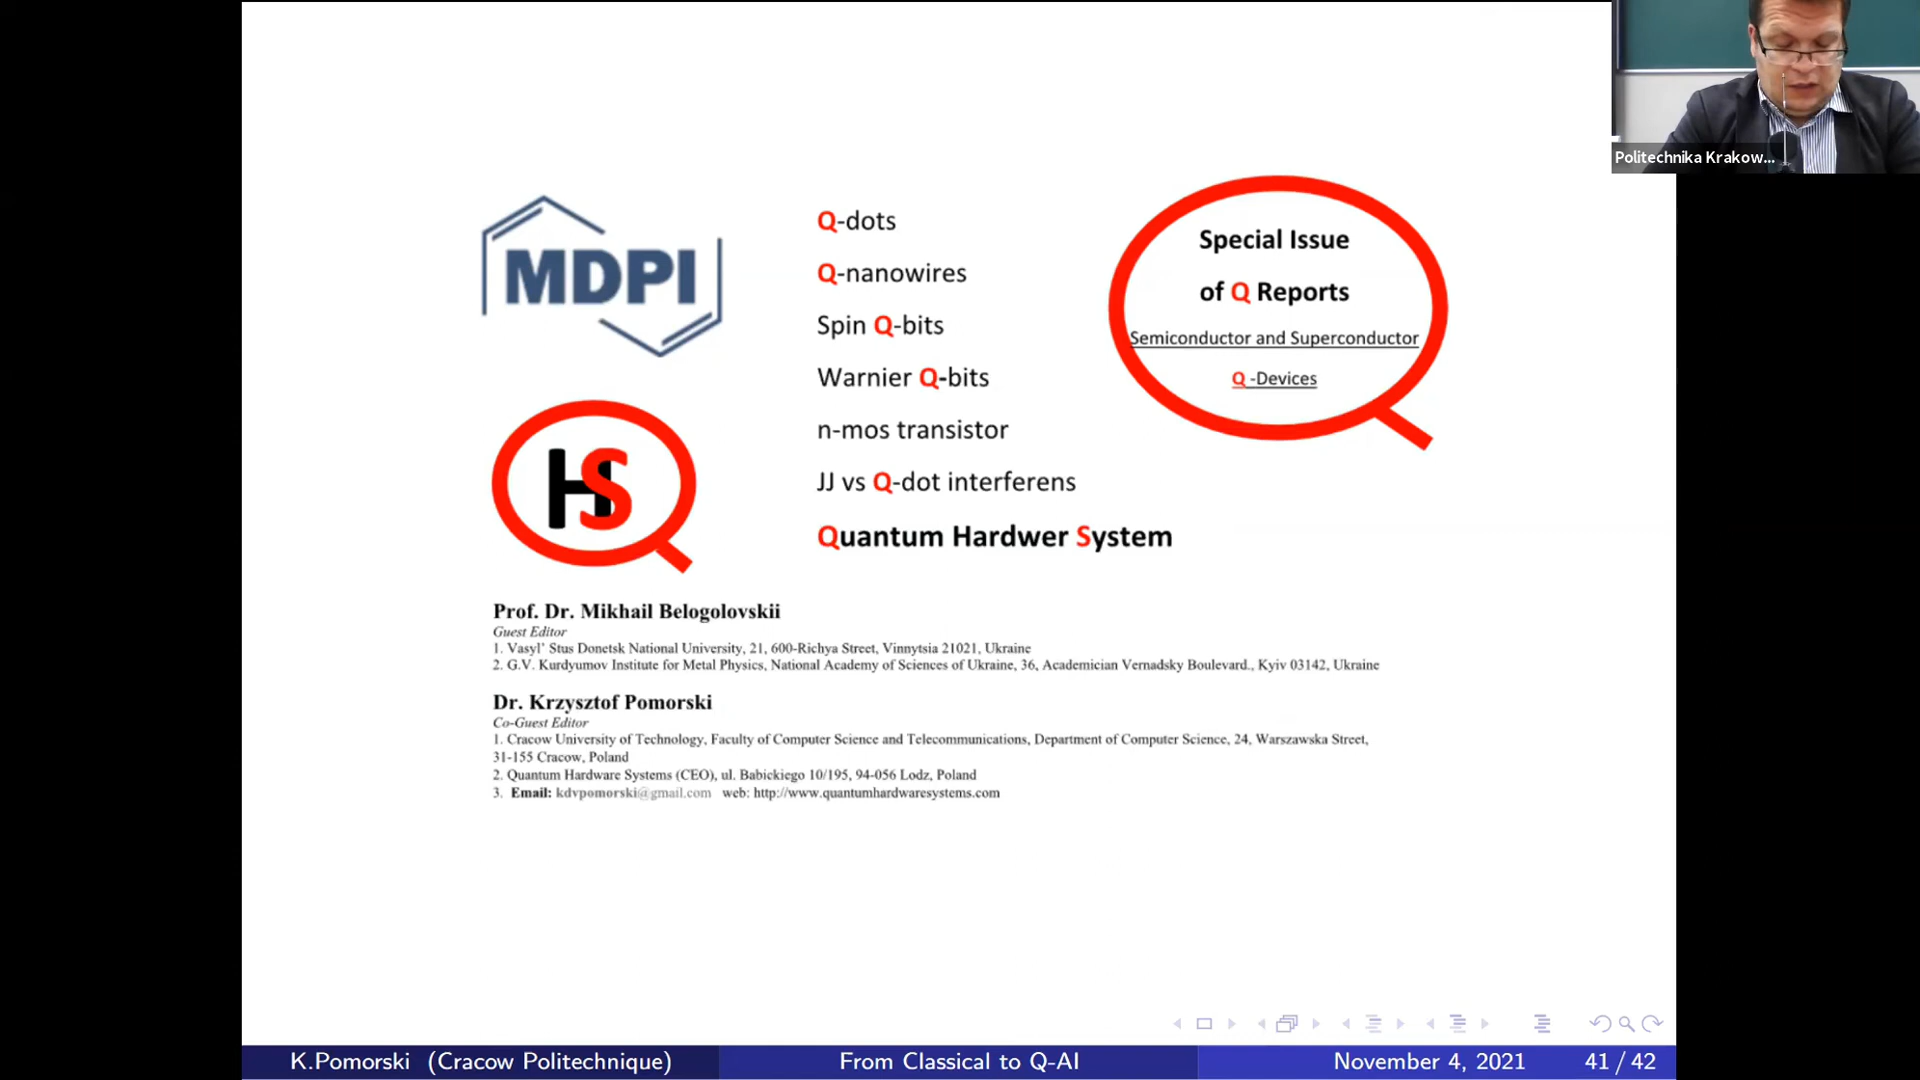 Politechnika Krakow...
MDPI
Q-dots
Q-nanowires
Spin Q-bits
Warnier Q-bits
n-mos transistor
JJ vs Q-dot interferens
Quantum Hardwer System
Special Issue
of Q Reports
Semiconductor and Superconductor
Q -Devices
HS
Prof. Dr. Mikhail Belogolovskii
Guest Editor
1. Vasyl' Stus Donetsk National University, 21, 600-Richya Street, Vinnytsia 21021, Ukraine
2. G.V. Kurdyumov Institute for Metal Physics, National Academy of Sciences of Ukraine, 36, Academician Vernadsky Boulevard., Kyiv 03142, Ukraine
Dr. Krzysztof Pomorski
Co-Guest Editor
1. Cracow University of Technology, Faculty of Computer Science and Telecommunications, Department of Computer Science, 24, Warszawska Street,
31-155 Cracow, Poland
2. Quantum Hardware Systems (CEO), ul. Babickiego 10/195, 94-056 Lodz, Poland
3. Email: kdvpomorski@gmail.com web: http://www.quantumhardwaresystems.com
K.Pomorski (Cracow Politechnique)
From Classical to Q-AI
November 4, 2021
41 / 42